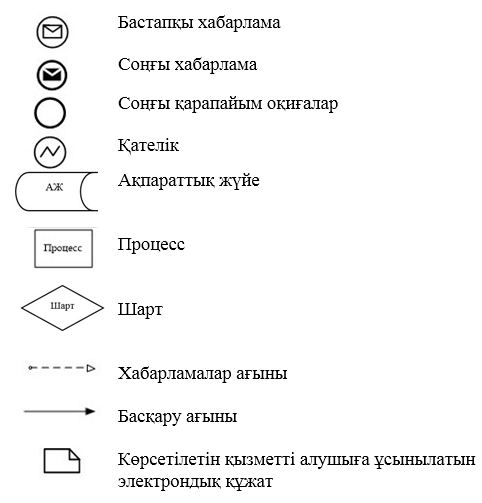 Бастапқы хабарлама
Соңғы хабарлама
Соңғы қарапайым оқиғалар
Қателік
АЖ
Ақпараттық жүйе
Процесс
Процесс
Шарт
Шарт
Хабарламалар ағыны
Басқару ағыны
Көрсетілетін қызметті алушыға ұсынылатын
электрондық құжат